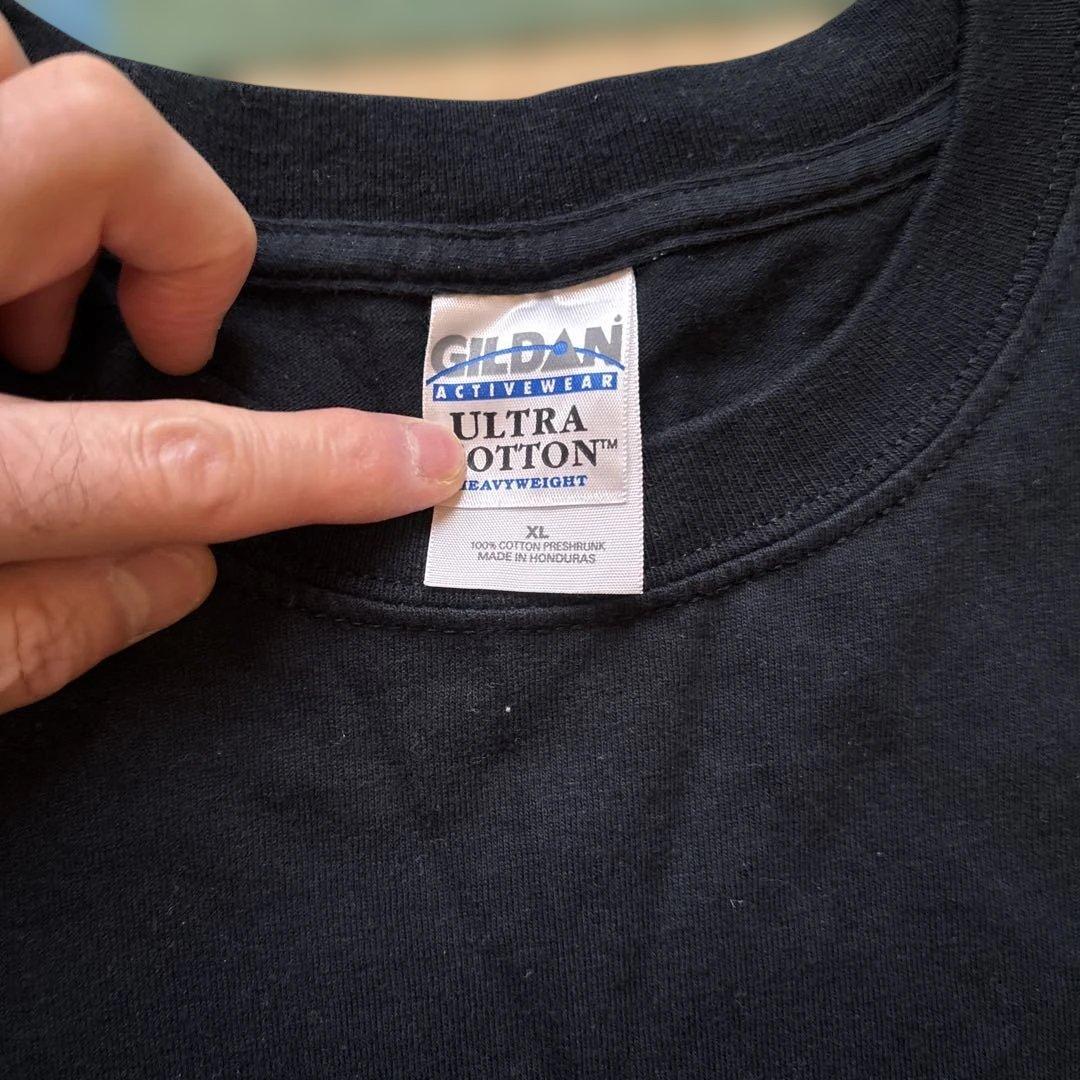 GILDAN
ACTIVEWEAR
ULTRA
OTTON™
EAVYWEIGHT
XL
100% COTTON PRESHRUNK
MADE IN HONDURAS